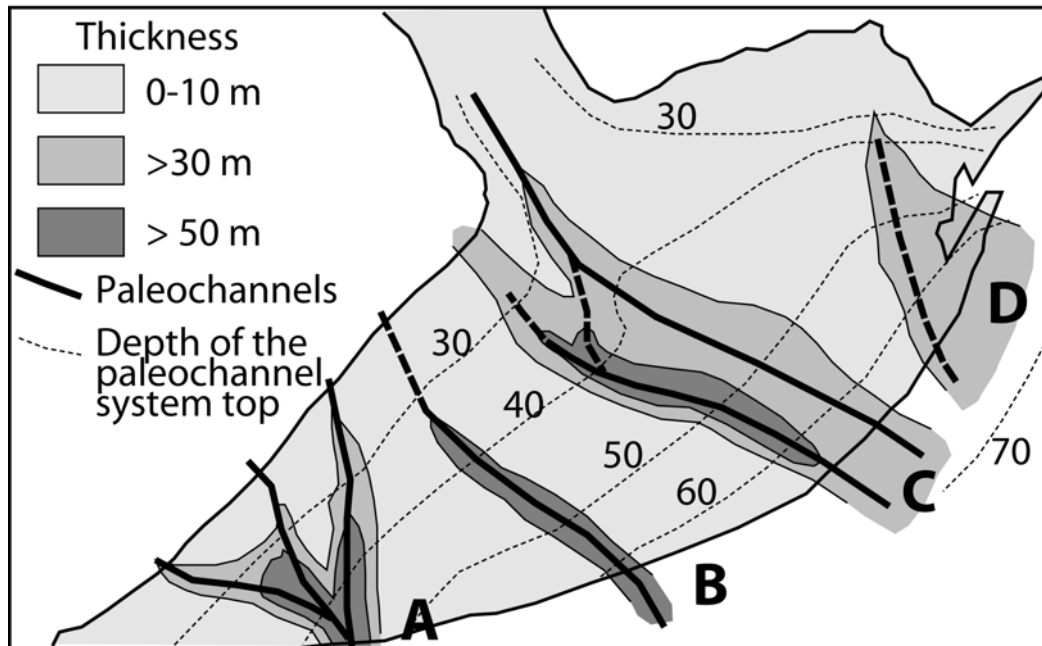 Thickness
0-10 m
>30 m
> 50 m
Paleochannels
Depth of the
paleochannel
system top
30
30
40
50
60
70
A
B
C
D